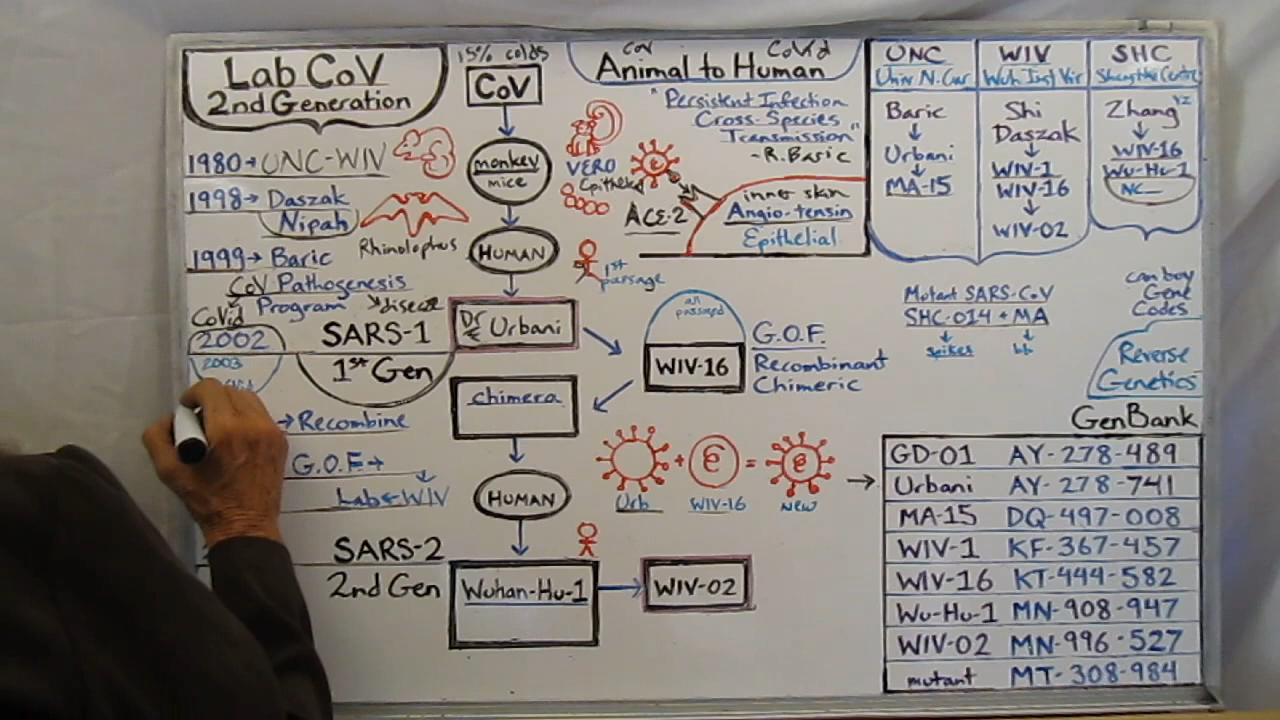 Lab CoV
2nd Generation
1980→ UNC-WIV
1998→ Daszak
Nipah
Rhinolophus
1999→ Baric
CoV Pathogenesis
Program
disease
CoVid
2002
2003
SARS-1
1st Gen
→Recombine
G.O.F→
Lab←WIV
SARS-2
2nd Gen
15% colds
CoV
monkey
mice
HUMAN
Dr
Urbani
chimera
HUMAN
Wuhan-Hu-1
WIV-02
VERO
1st
passage
CoV CoVid
Animal to Human
"Persistent Infection
Cross-Species
Transmission"
-R. Baric
ACE-2
inner skin
Angio-tensin
Epithelial
passaged
WIV-16
G.O.F.
Recombinant
Chimeric
+ =
Urb WIV-16 New
UNC
Univ N. Car
Baric
Urbani
MA-15
WIV
Wuh Inst Vir
Shi
Daszak
WIV-1
WIV-16
WIV-02
SHC
Zhang YZ
WIV-16
Wu-Hu-1
NC
Mutant SARS-CoV
SHC-014 + MA
spikes bb
can buy
Gene
Codes
Reverse
Genetics
GenBank
GD-01 AY-278-489
Urbani AY-278-741
MA-15 DQ-497-008
WIV-1 KF-367-457
WIV-16 KT-444-582
Wu-Hu-1 MN-908-947
WIV-02 MN-996-527
mutant MT-308-984